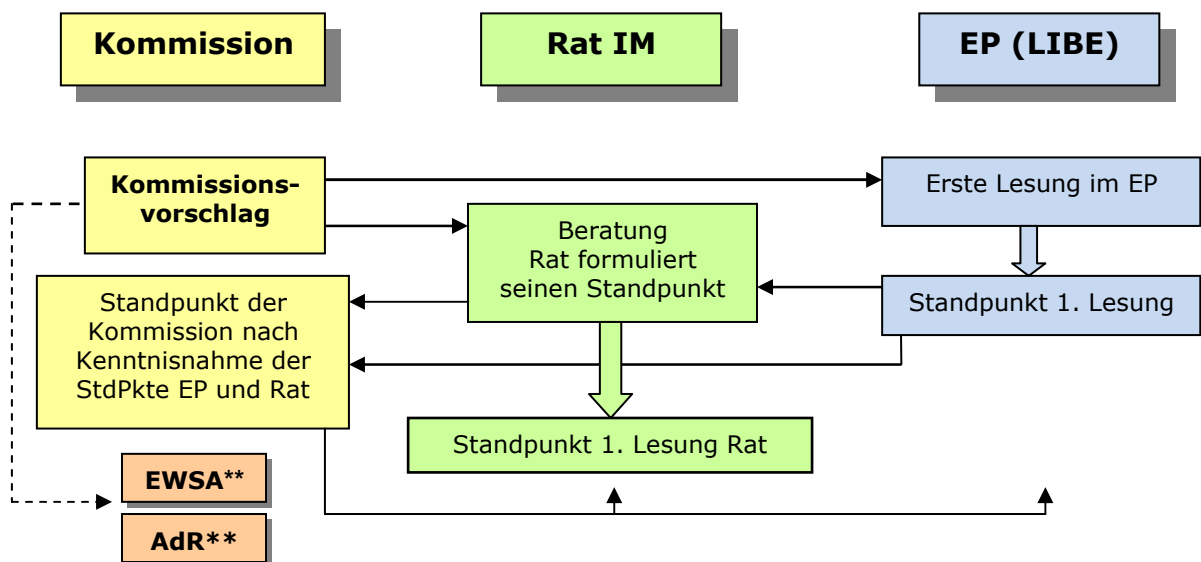 Kommission
Rat IM
EP (LIBE)
Kommissions-
vorschlag
Erste Lesung im EP
Beratung
Rat formuliert
seinen Standpunkt
Standpunkt der
Kommission nach
Kenntnisnahme der
StdPkte EP und Rat
Standpunkt 1. Lesung
Standpunkt 1. Lesung Rat
EWSA**
AdR**